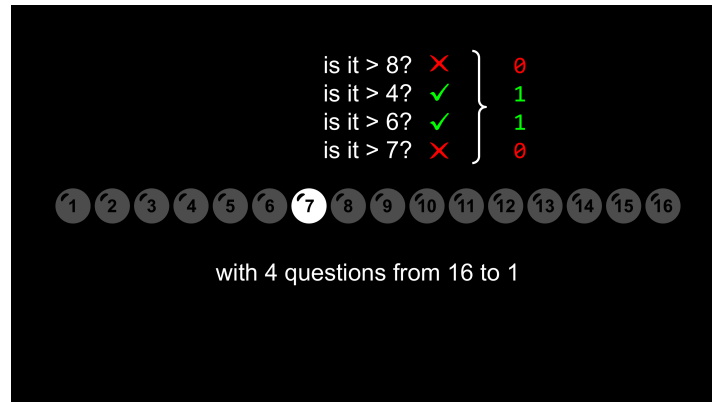 is it > 8? ✗ 0
is it > 4? ✓ 1
is it > 6? ✓ 1
is it > 7? ✗ 0
1 2 3 4 5 6 7 8 9 10 11 12 13 14 15 16
with 4 questions from 16 to 1